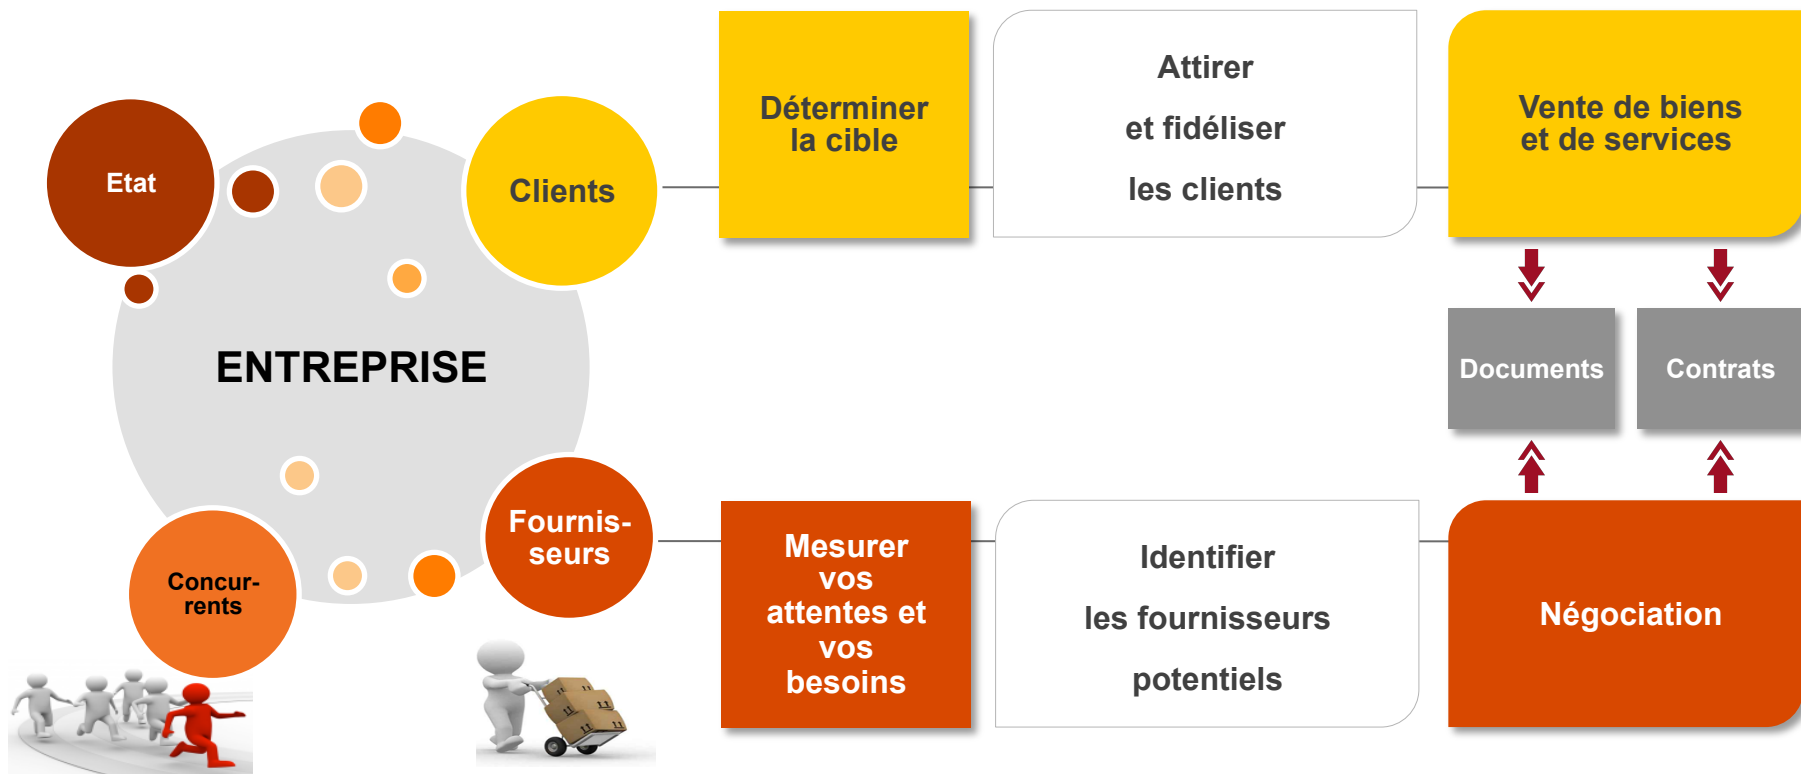 Etat
Clients
ENTREPRISE
Concur-
rents
Fournis-
seurs
Déterminer
la cible
Attirer
et fidéliser
les clients
Vente de biens
et de services
Documents
Contrats
Mesurer
vos
attentes et
vos
besoins
Identifier
les fournisseurs
potentiels
Négociation